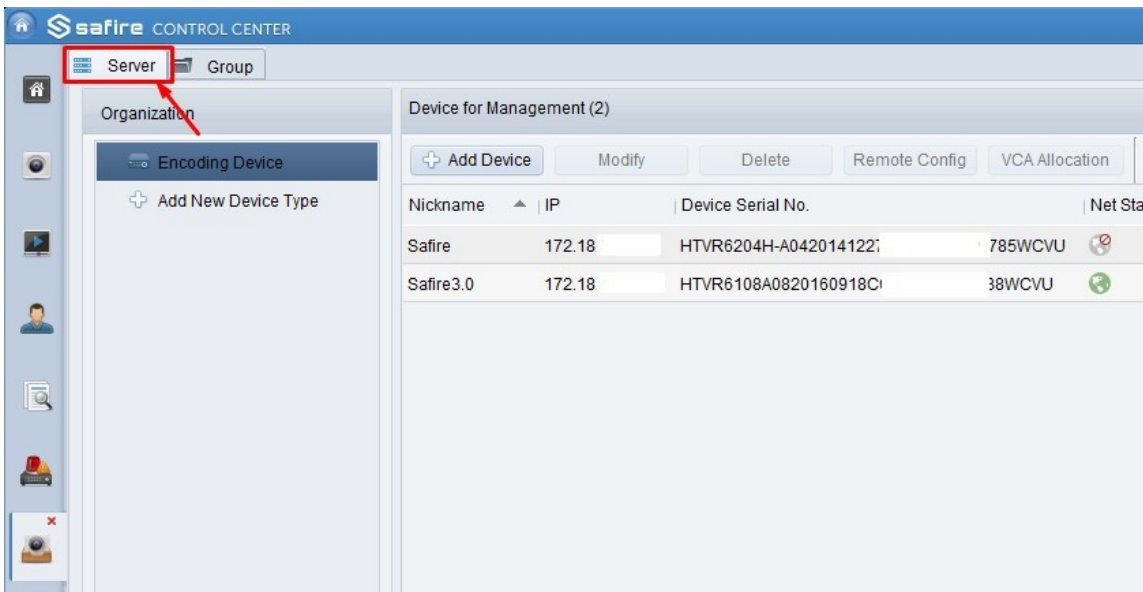 safire CONTROL CENTER
Server Group
Organization
Device for Management (2)
Encoding Device
Add New Device Type
Add Device Modify Delete Remote Config VCA Allocation
Nickname IP Device Serial No. Net Sta
Safire 172.18 HTVR6204H-A0420141227 785WCVU
Safire3.0 172.18 HTVR6108A0820160918C 38WCVU